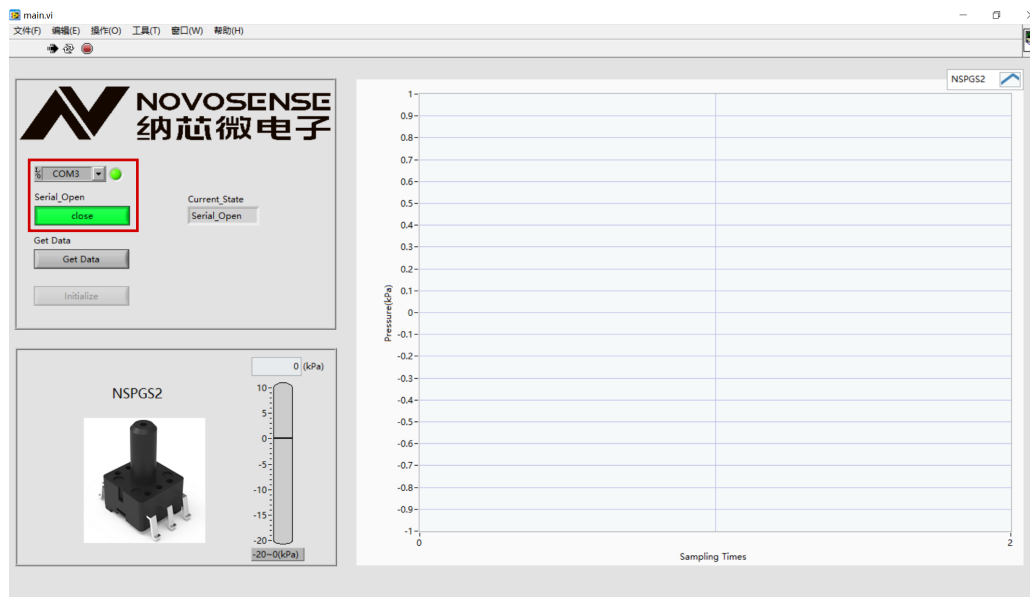 main.vi
文件(F) 编辑(E) 操作(O) 工具(T) 窗口(W) 帮助(H)
NOVOSENSE
纳芯微电子
COM3
Serial_Open
close
Current_State
Serial_Open
Get Data
Get Data
Initialize
NSPGS2
0 (kPa)
10
5
0
-5
-10
-15
-20
-20~0(kPa)
NSPGS2
1
0.9
0.8
0.7
0.6
0.5
0.4
0.3
0.2
0.1
0
-0.1
-0.2
-0.3
-0.4
-0.5
-0.6
-0.7
-0.8
-0.9
-1
Pressure(kPa)
0
2
Sampling Times